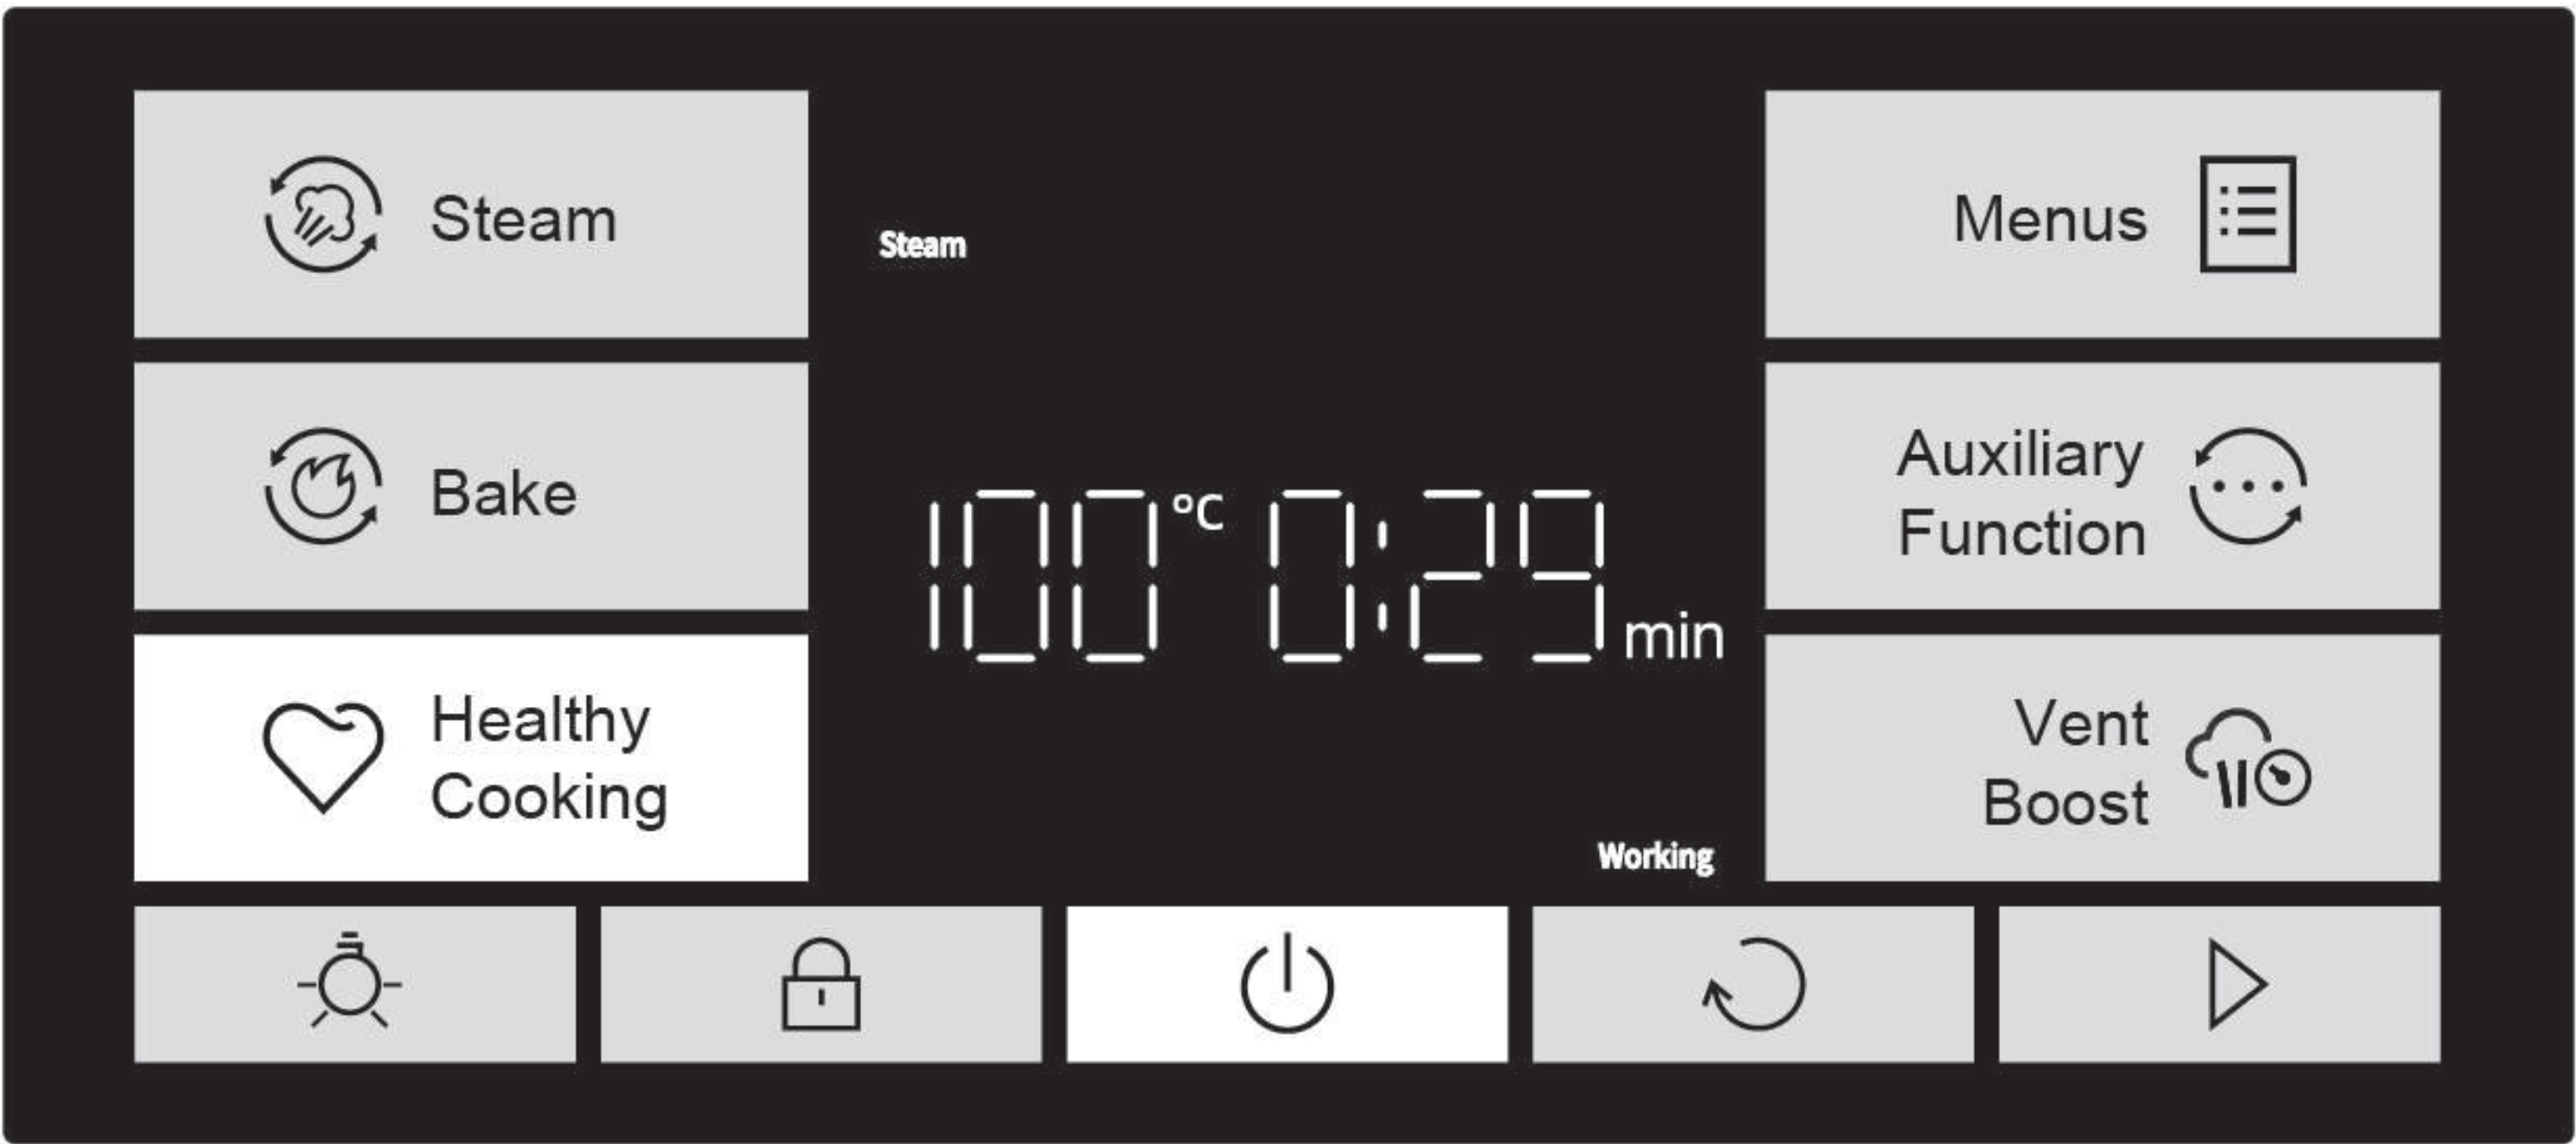 Steam
Bake
Healthy
Cooking
Steam
100 °C 0:29 min
Working
Menus
Auxiliary
Function
Vent
Boost